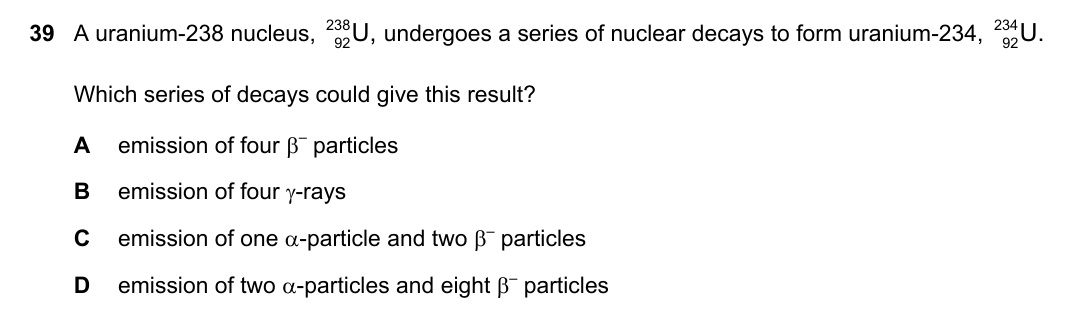 39 A uranium-238 nucleus, ²³⁸₉₂U, undergoes a series of nuclear decays to form uranium-234, ²³⁴₉₂U.
Which series of decays could give this result?
A emission of four β⁻ particles
B emission of four γ-rays
C emission of one α-particle and two β⁻ particles
D emission of two α-particles and eight β⁻ particles